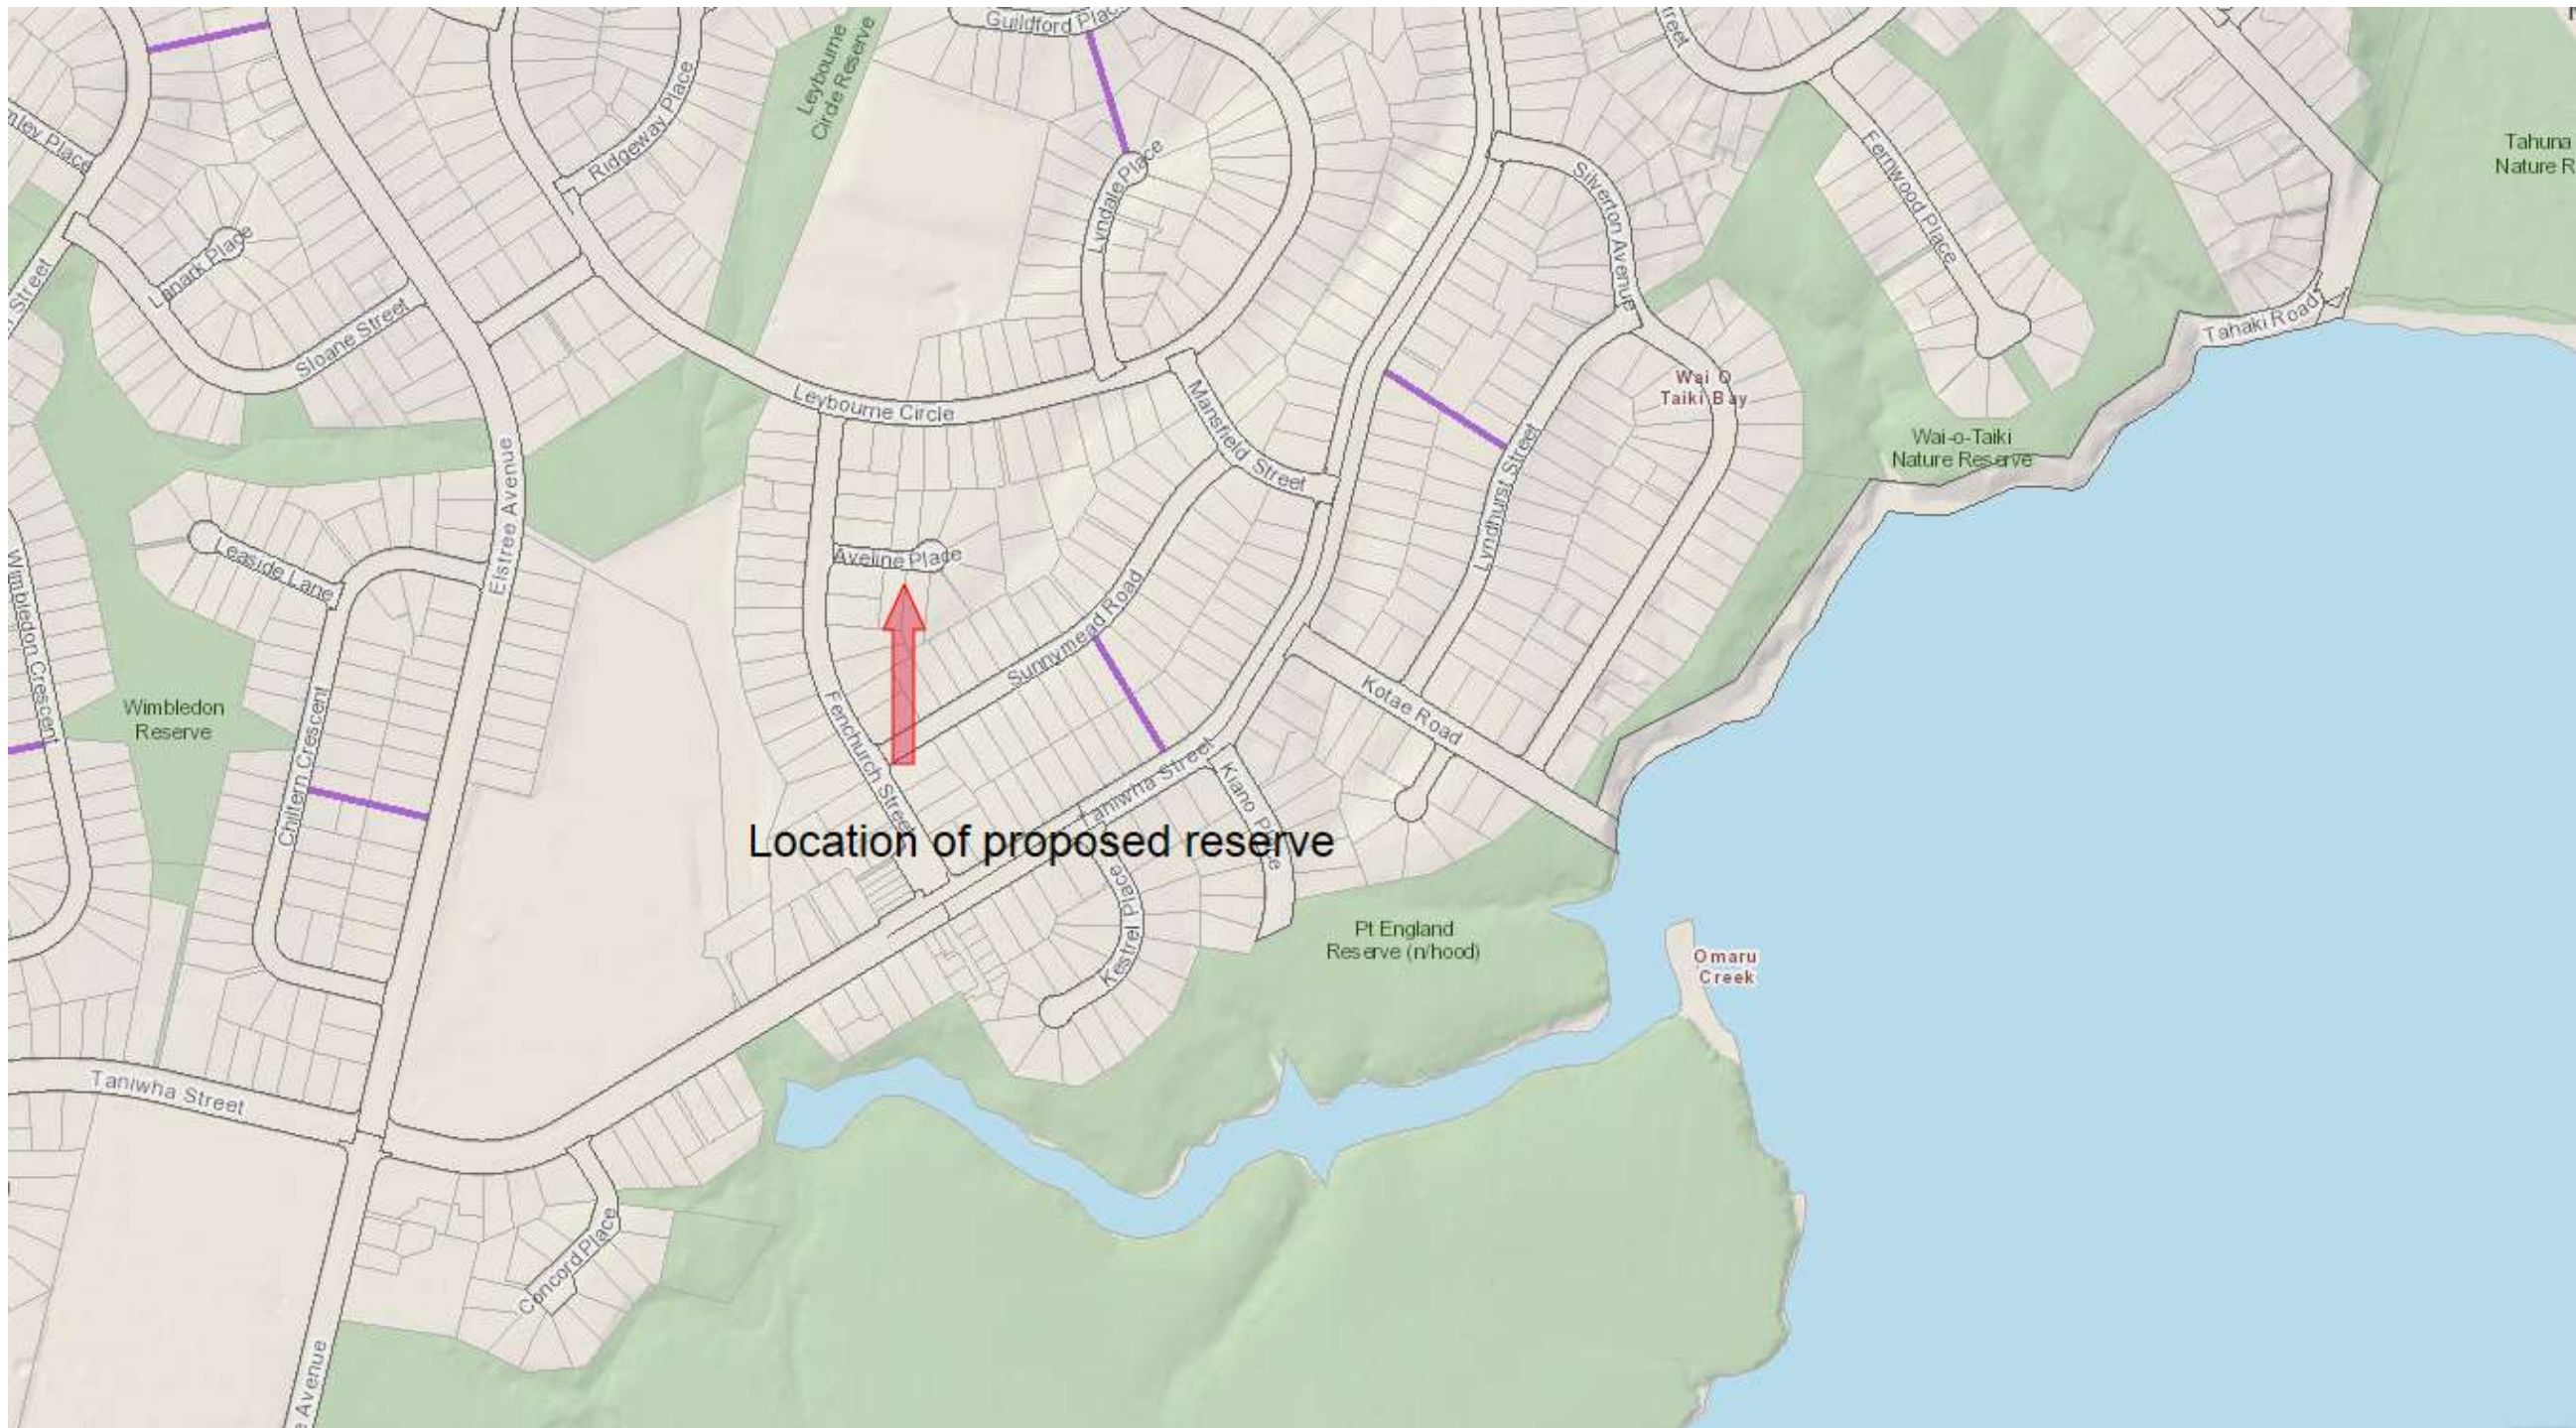 Guildford Place
Leybourne
Circle Reserve
Ridgeway Place
Lyndale Place
Silverton Avenue
Fernwood Place
Tahuna
Nature R
Lanark Place
Street
Sloane Street
Tahaki Road
Leybourne Circle
Mansfield Street
Wai O
Taiki Bay
Wai-o-Taiki
Nature Reserve
Elstree Avenue
Lyndhurst Street
Aveline Place
Leaside Lane
Wimbledon Crescent
Sunnymead Road
Wimbledon
Reserve
Chiltern Crescent
Fenchurch Street
Kotae Road
aniwha Street
Kiano Place
Location of proposed reserve
Kestrel Place
Pt England
Reserve (n/hood)
Omaru
Creek
Taniwha Street
Concord Place
e Avenue